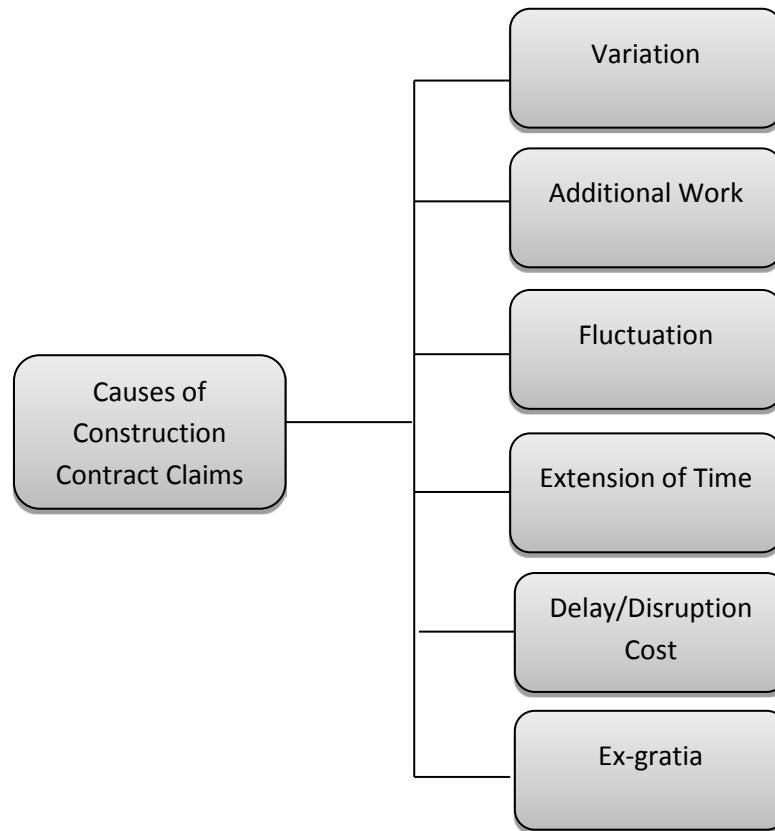 Variation
Additional Work
Fluctuation
Causes of
Construction
Contract Claims
Extension of Time
Delay/Disruption
Cost
Ex-gratia